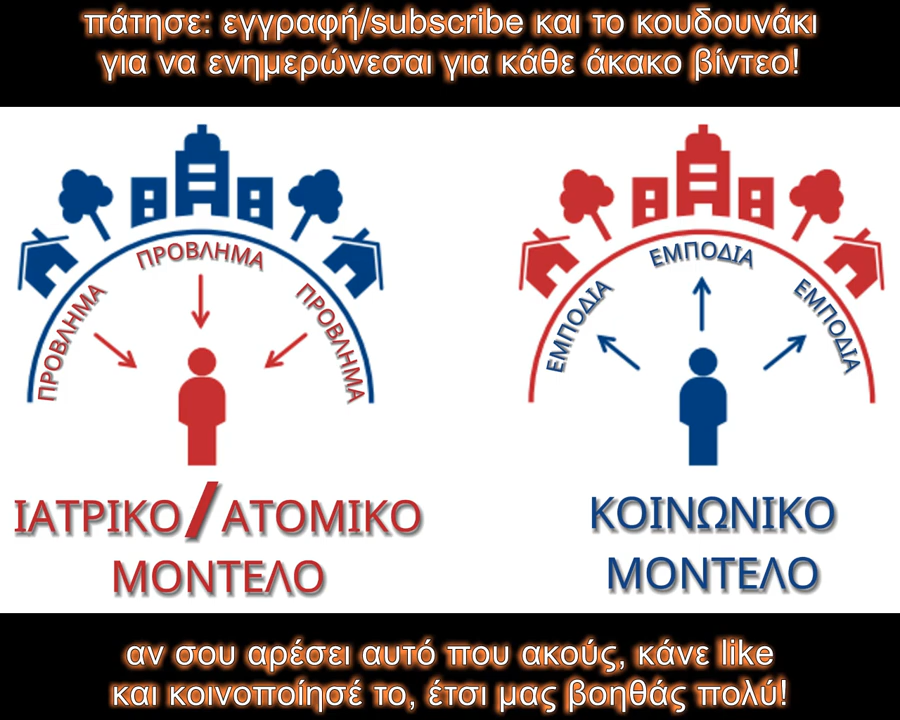 πάτησε: εγγραφή/subscribe και το κουδουνάκι
για να ενημερώνεσαι για κάθε άκακο βίντεο!
ΠΡΟΒΛΗΜΑ
ΠΡΟΒΛΗΜΑ
ΠΡΟΒΛΗΜΑ
ΙΑΤΡΙΚΟ/ΑΤΟΜΙΚΟ
ΜΟΝΤΕΛΟ
ΕΜΠΟΔΙΑ
ΕΜΠΟΔΙΑ
ΕΜΠΟΔΙΑ
ΚΟΙΝΩΝΙΚΟ
ΜΟΝΤΕΛΟ
αν σου αρέσει αυτό που ακούς, κάνε like
και κοινοποίησέ το, έτσι μας βοηθάς πολύ!